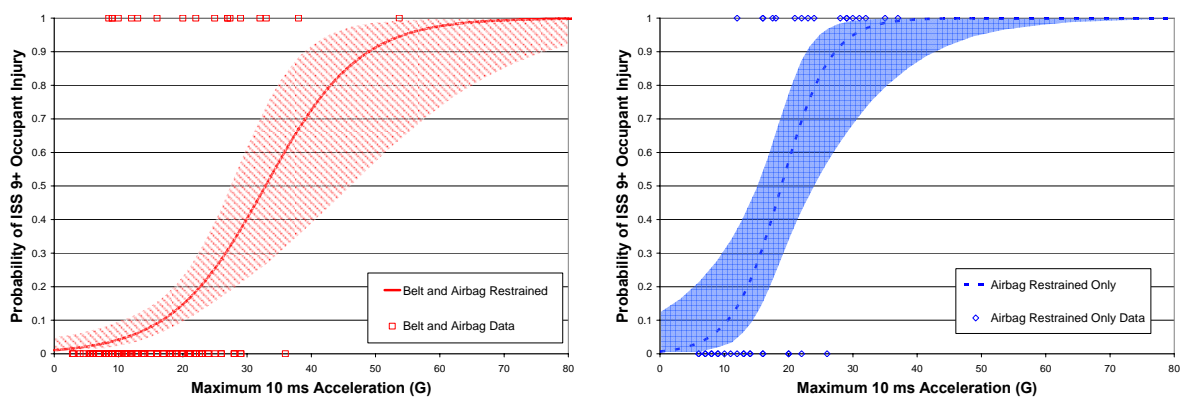 Probability of ISS 9+ Occupant Injury
1
0.9
0.8
0.7
0.6
0.5
0.4
0.3
0.2
0.1
0
0 10 20 30 40 50 60 70 80
Maximum 10 ms Acceleration (G)
Belt and Airbag Restrained
Belt and Airbag Data
Probability of ISS 9+ Occupant Injury
1
0.9
0.8
0.7
0.6
0.5
0.4
0.3
0.2
0.1
0
0 10 20 30 40 50 60 70 80
Maximum 10 ms Acceleration (G)
Airbag Restrained Only
Airbag Restrained Only Data